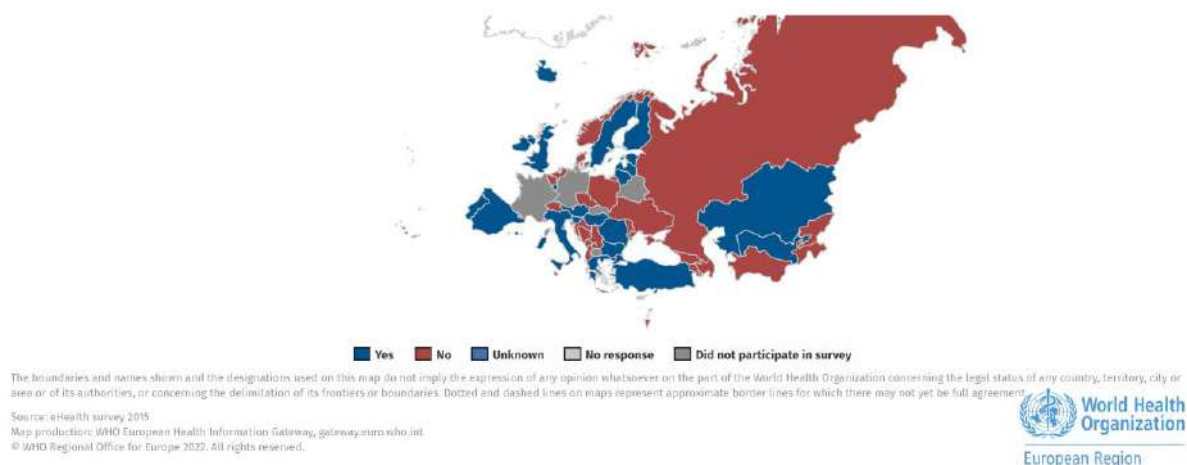 Yes No Unknown No response Did not participate in survey
The boundaries and names shown and the designations used on this map do not imply the expression of any opinion whatsoever on the part of the World Health Organization concerning the legal status of any country, territory, city or
area or of its authorities, or concerning the delimitation of its frontiers or boundaries. Dotted and dashed lines on maps represent approximate border lines for which there may not yet be full agreement
Source: eHealth survey 2015
Map production: WHO European Health Information Gateway, gateway.euro.who.int
© WHO Regional Office for Europe 2022. All rights reserved.
World Health
Organization
European Region